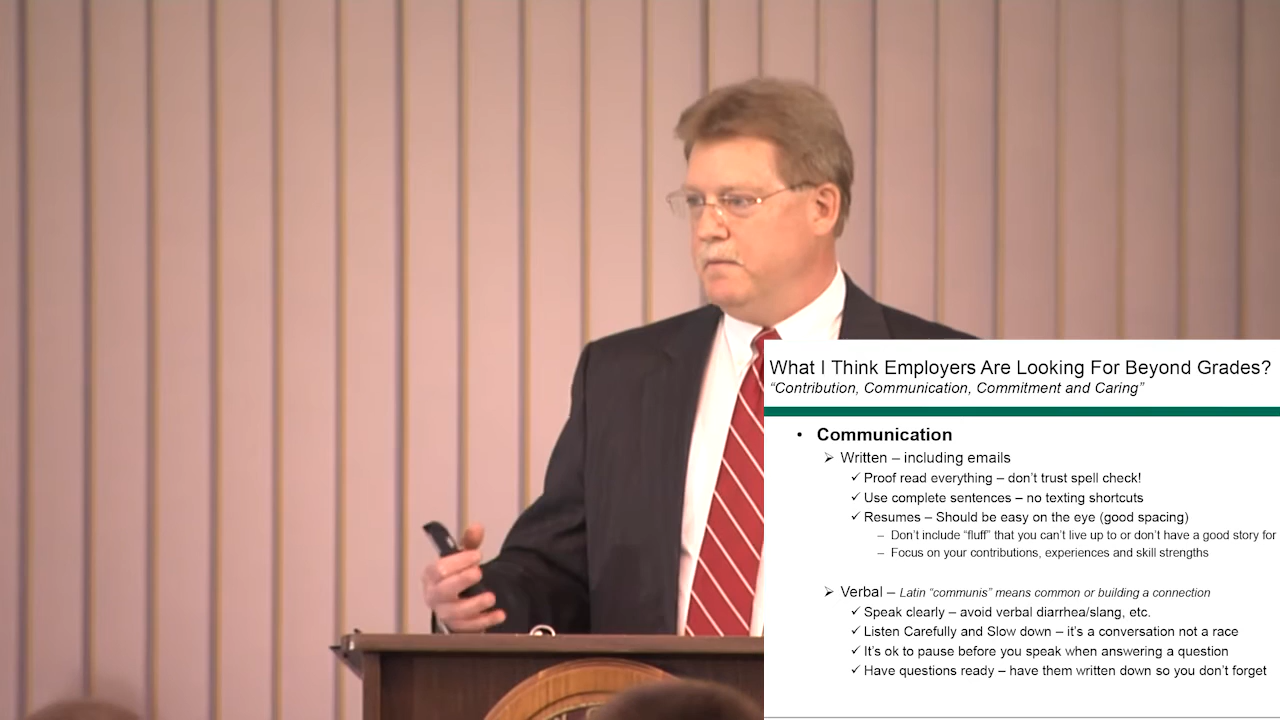 What I Think Employers Are Looking For Beyond Grades?
“Contribution, Communication, Commitment and Caring”
• Communication
➢ Written – including emails
✓ Proof read everything – don’t trust spell check!
✓ Use complete sentences – no texting shortcuts
✓ Resumes – Should be easy on the eye (good spacing)
– Don’t include “fluff” that you can’t live up to or don’t have a good story for
– Focus on your contributions, experiences and skill strengths
➢ Verbal – Latin “communis” means common or building a connection
✓ Speak clearly – avoid verbal diarrhea/slang, etc.
✓ Listen Carefully and Slow down – it’s a conversation not a race
✓ It’s ok to pause before you speak when answering a question
✓ Have questions ready – have them written down so you don’t forget